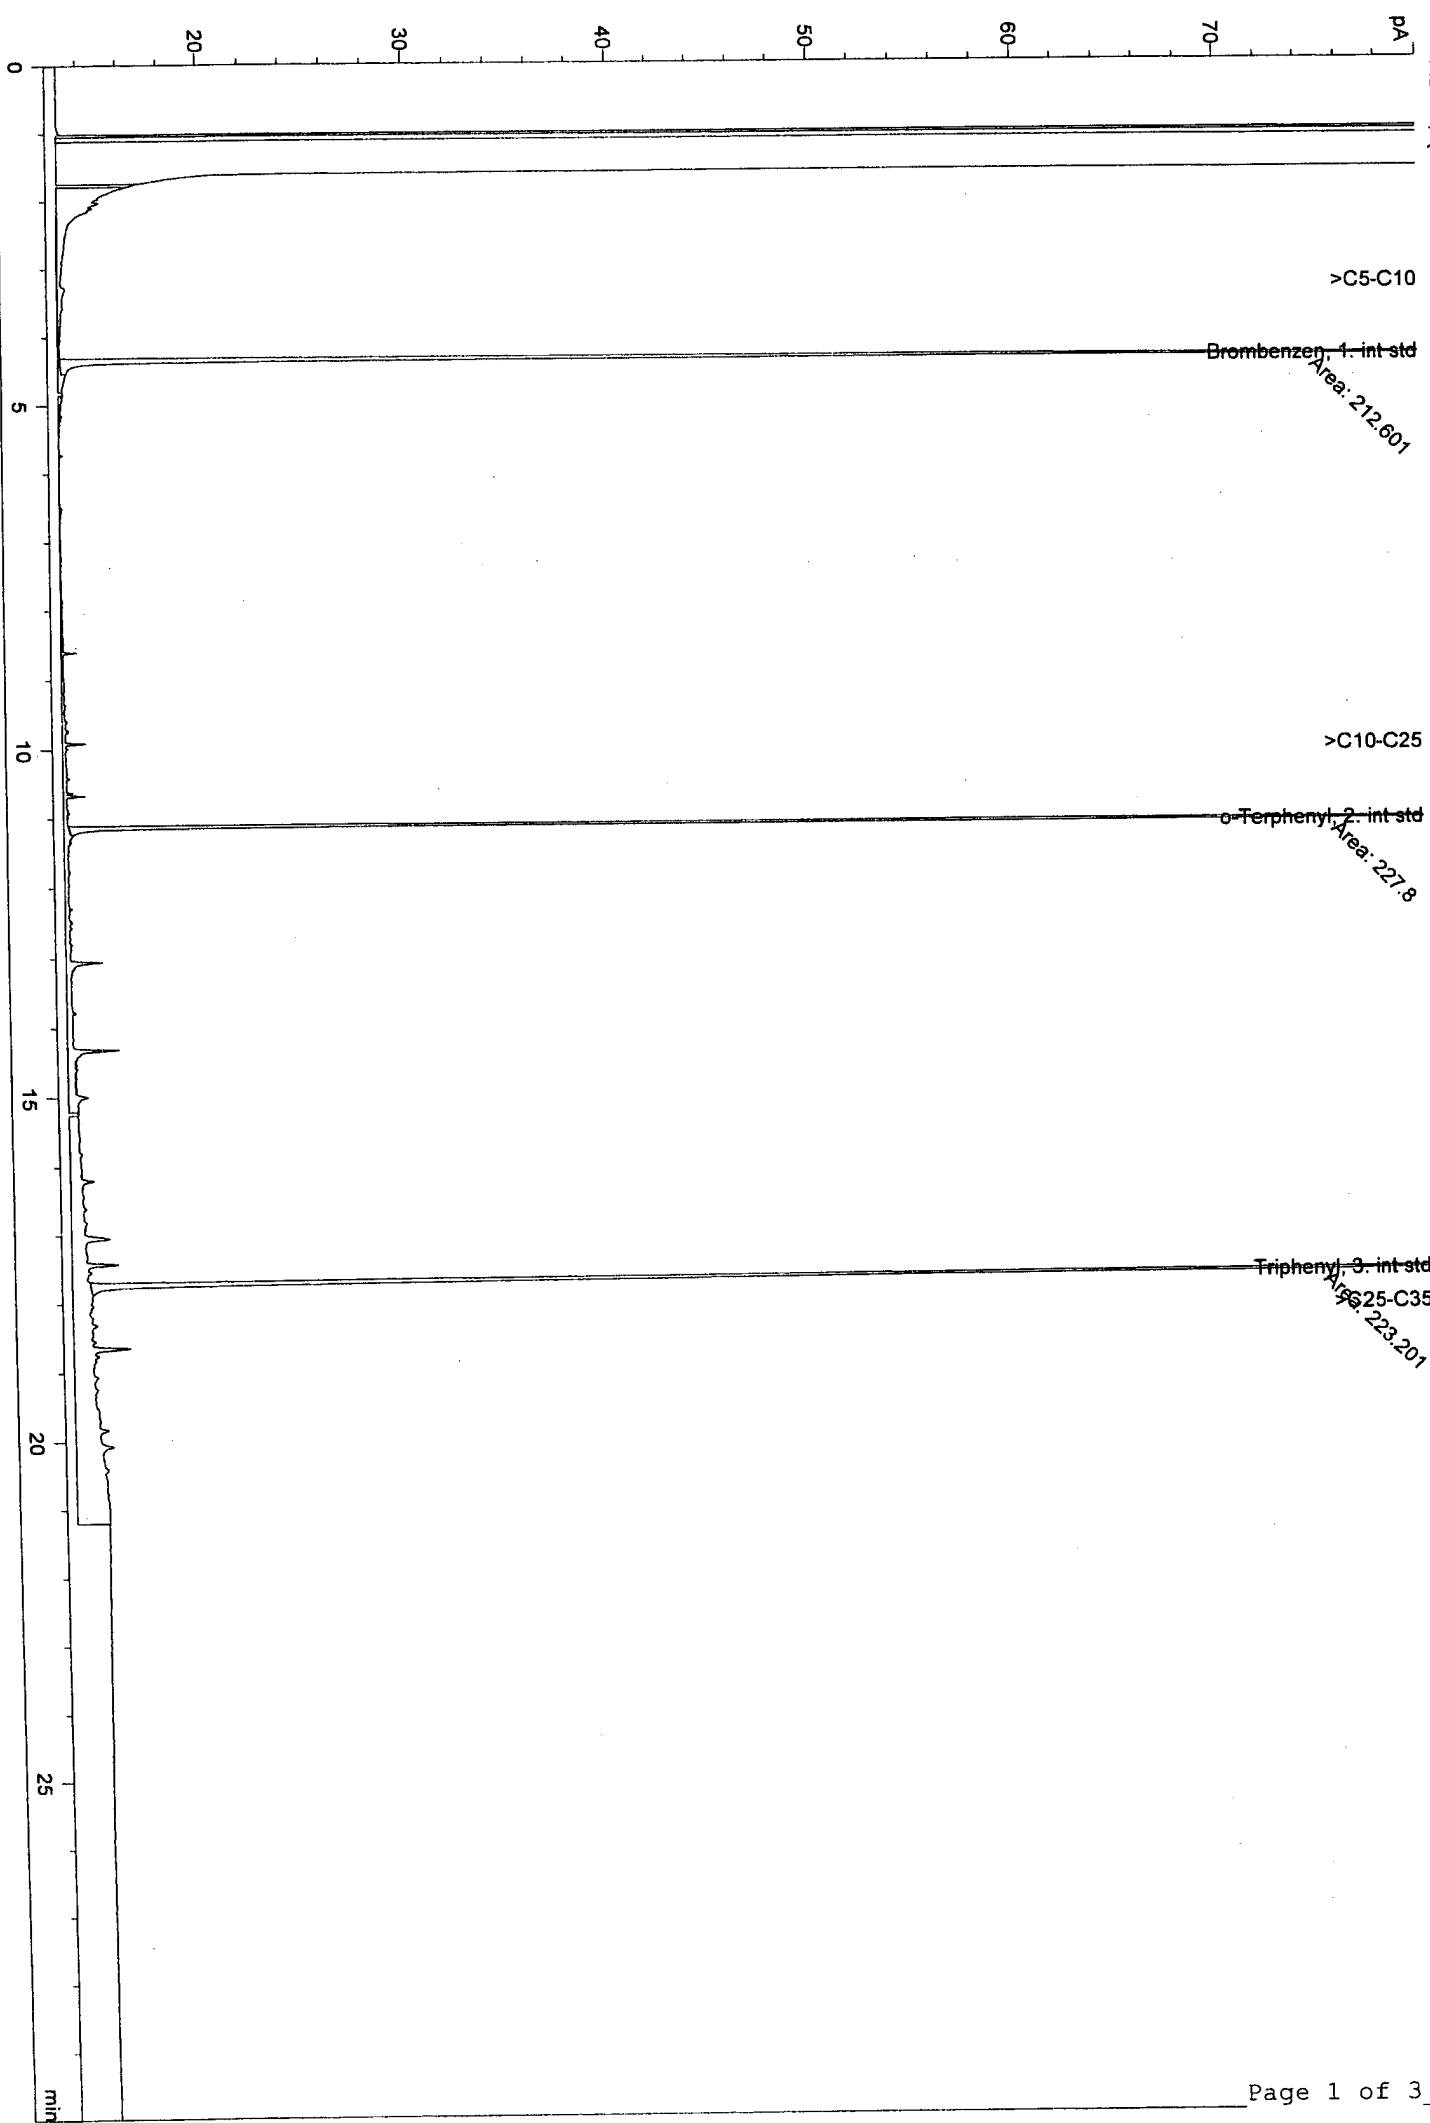 pA
70
60
50
40
30
20
0
5
10
15
20
25
min
>C5-C10
Brombenzen, 1. int std
Area: 212.601
>C10-C25
o-Terphenyl, 2. int std
Area: 227.8
Triphenyl, 3. int std
Area: 223.201
>C25-C35
Page 1 of 3